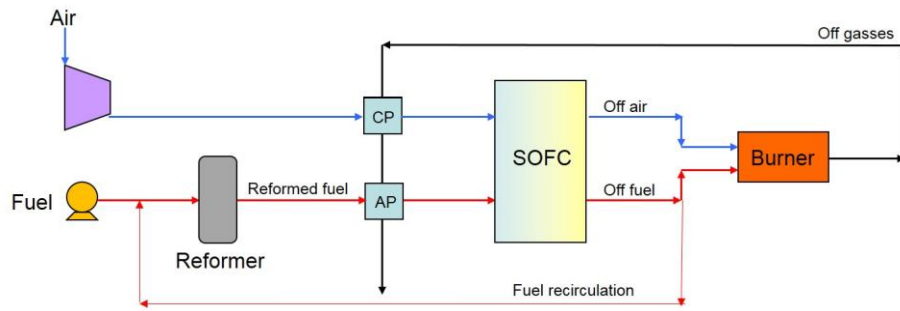 Air
Off gasses
CP
Off air
SOFC
Burner
Reformed fuel
Fuel
AP
Off fuel
Reformer
Fuel recirculation